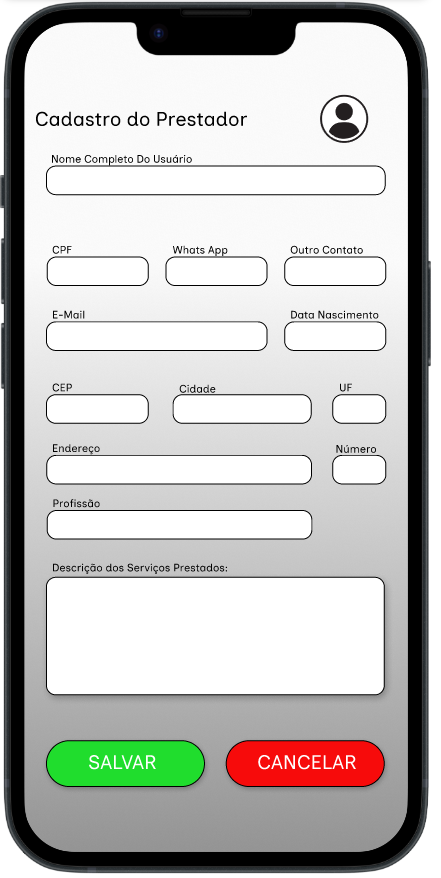 Cadastro do Prestador
Nome Completo Do Usuário
CPF Whats App Outro Contato
E-Mail Data Nascimento
CEP Cidade UF
Endereço Número
Profissão
Descrição dos Serviços Prestados:
SALVAR CANCELAR